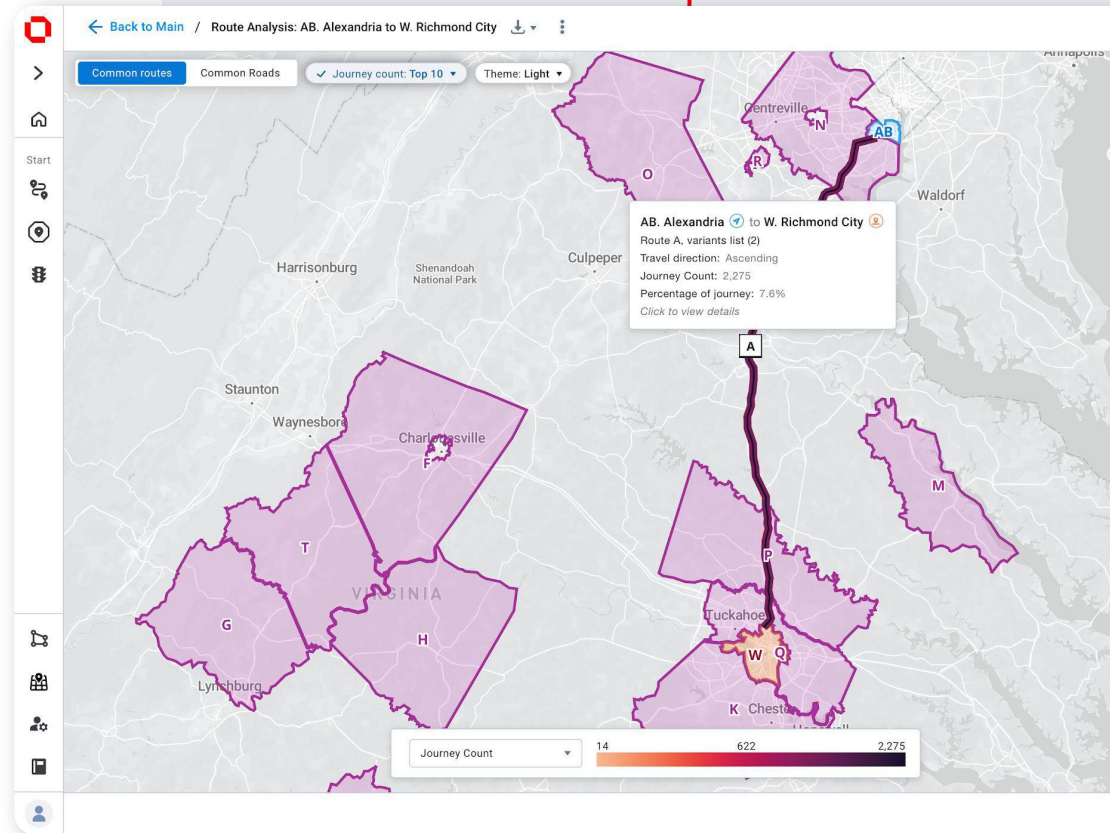 Back to Main / Route Analysis: AB. Alexandria to W. Richmond City
Common routes
Common Roads
Journey count: Top 10
Theme: Light
Annapolis
Start
Centreville
N
AB
R
O
Waldorf
AB. Alexandria to W. Richmond City
Route A, variants list (2)
Travel direction: Ascending
Journey Count: 2,275
Percentage of journey: 7.6%
Click to view details
Culpeper
Harrisonburg
Shenandoah
National Park
A
Staunton
Waynesboro
Charlottesville
F
M
T
P
VIRGINIA
Tuckahoe
G
H
W
Q
Lynchburg
K
Chester
Journey Count
14
622
2,275